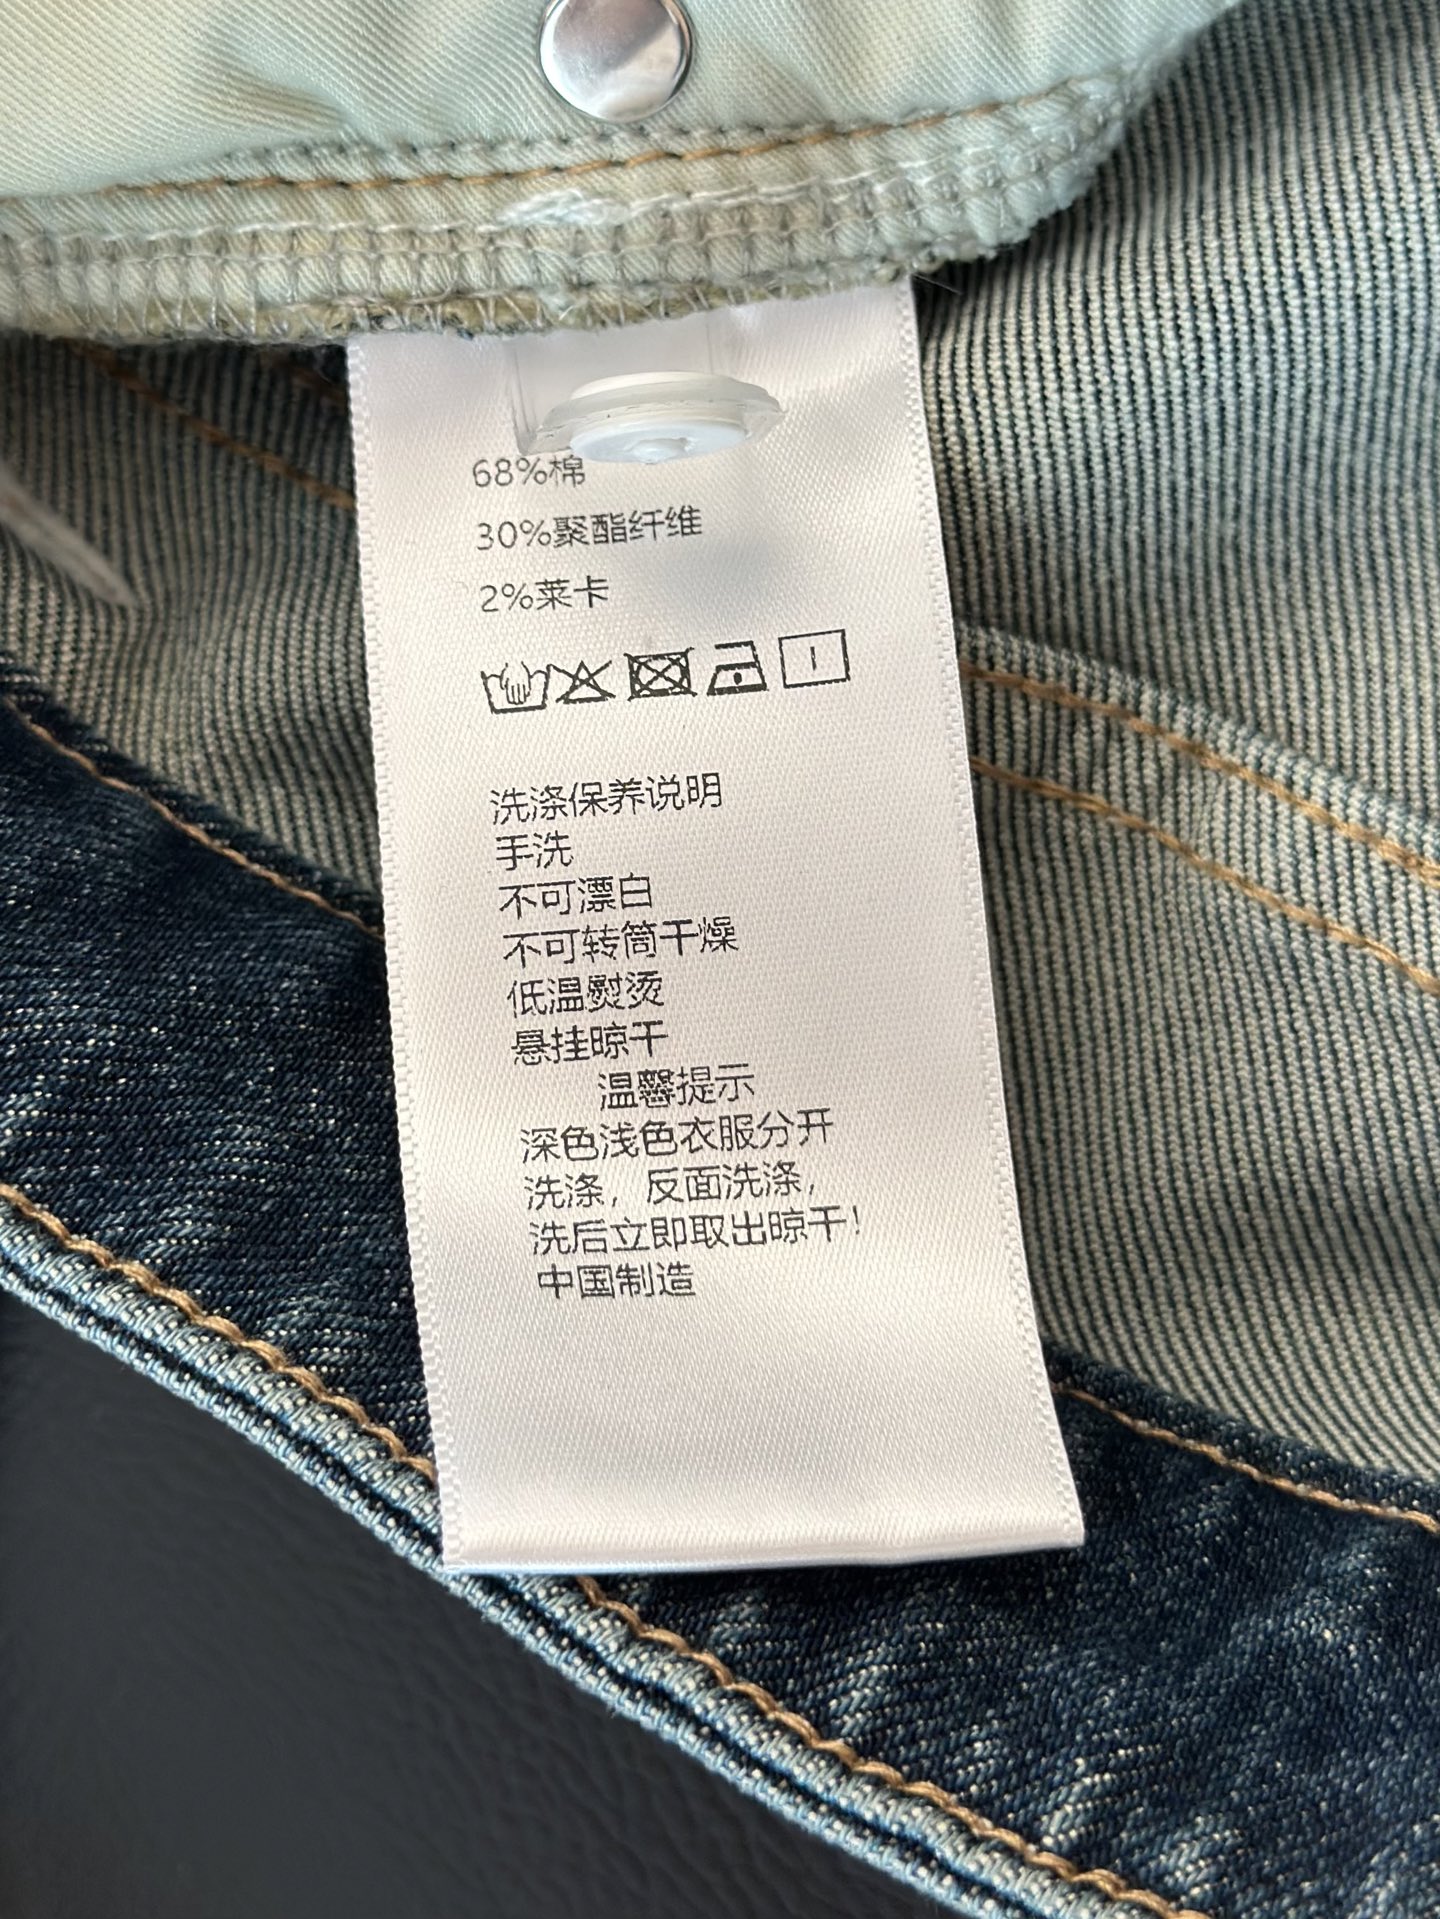 68%棉
30%聚酯纤维
2%莱卡
洗涤保养说明
手洗
不可漂白
不可转筒干燥
低温熨烫
悬挂晾干
温馨提示
深色浅色衣服分开
洗涤，反面洗涤，
洗后立即取出晾干！
中国制造